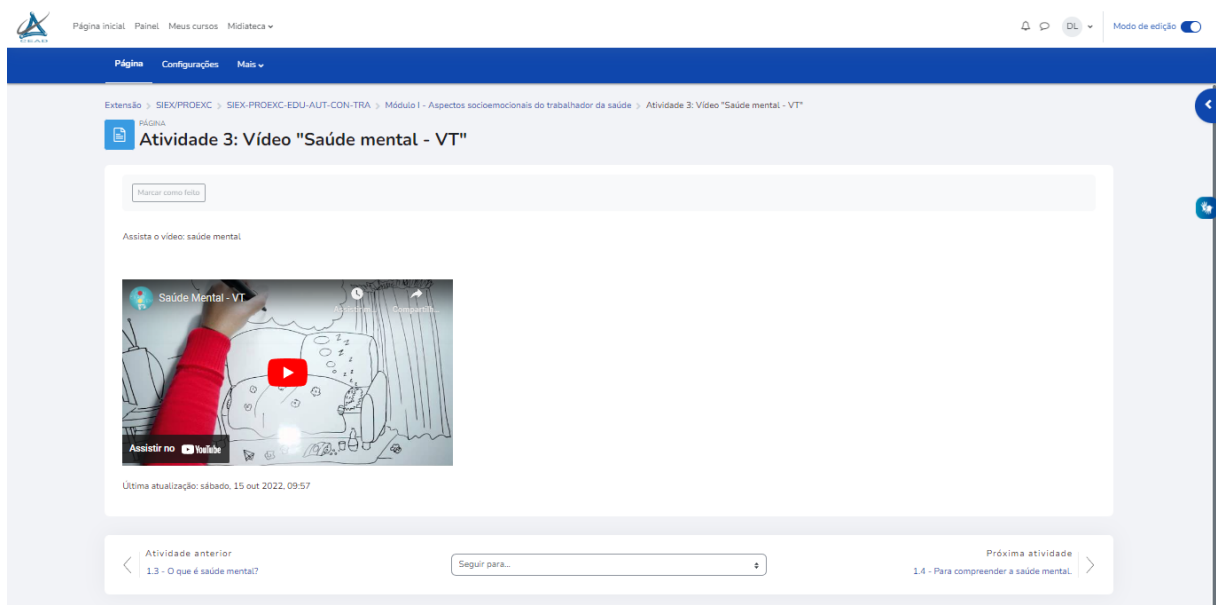 CEAD
Página inicial Painel Meus cursos Midiateca
DL
Modo de edição
Página Configurações Mais
Extensão > SIEX/PROEXC > SIEX-PROEXC-EDU-AUT-CON-TRA > Módulo I - Aspectos socioemocionais do trabalhador da saúde > Atividade 3: Vídeo "Saúde mental - VT"
PÁGINA
Atividade 3: Vídeo "Saúde mental - VT"
Marcar como feito
Assista o vídeo: saúde mental
Saúde Mental - VT
Assistir m... Compartilh...
Assistir no YouTube
Última atualização: sábado, 15 out 2022, 09:57
Atividade anterior
1.3 - O que é saúde mental?
Seguir para...
Próxima atividade
1.4 - Para compreender a saúde mental.